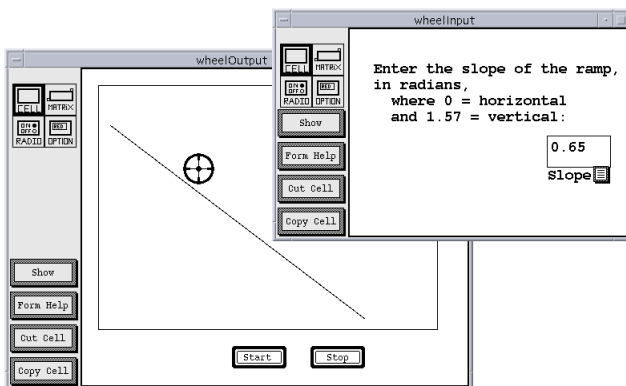 wheelOutput
CELL MATRIX
RADIO OPTION
Show
Form Help
Cut Cell
Copy Cell
Start Stop
wheelInput
CELL MATRIX
ON
OFF
RED
RADIO OPTION
Show
Form Help
Cut Cell
Copy Cell
Enter the slope of the ramp,
in radians,
where 0 = horizontal
and 1.57 = vertical:
0.65
Slope